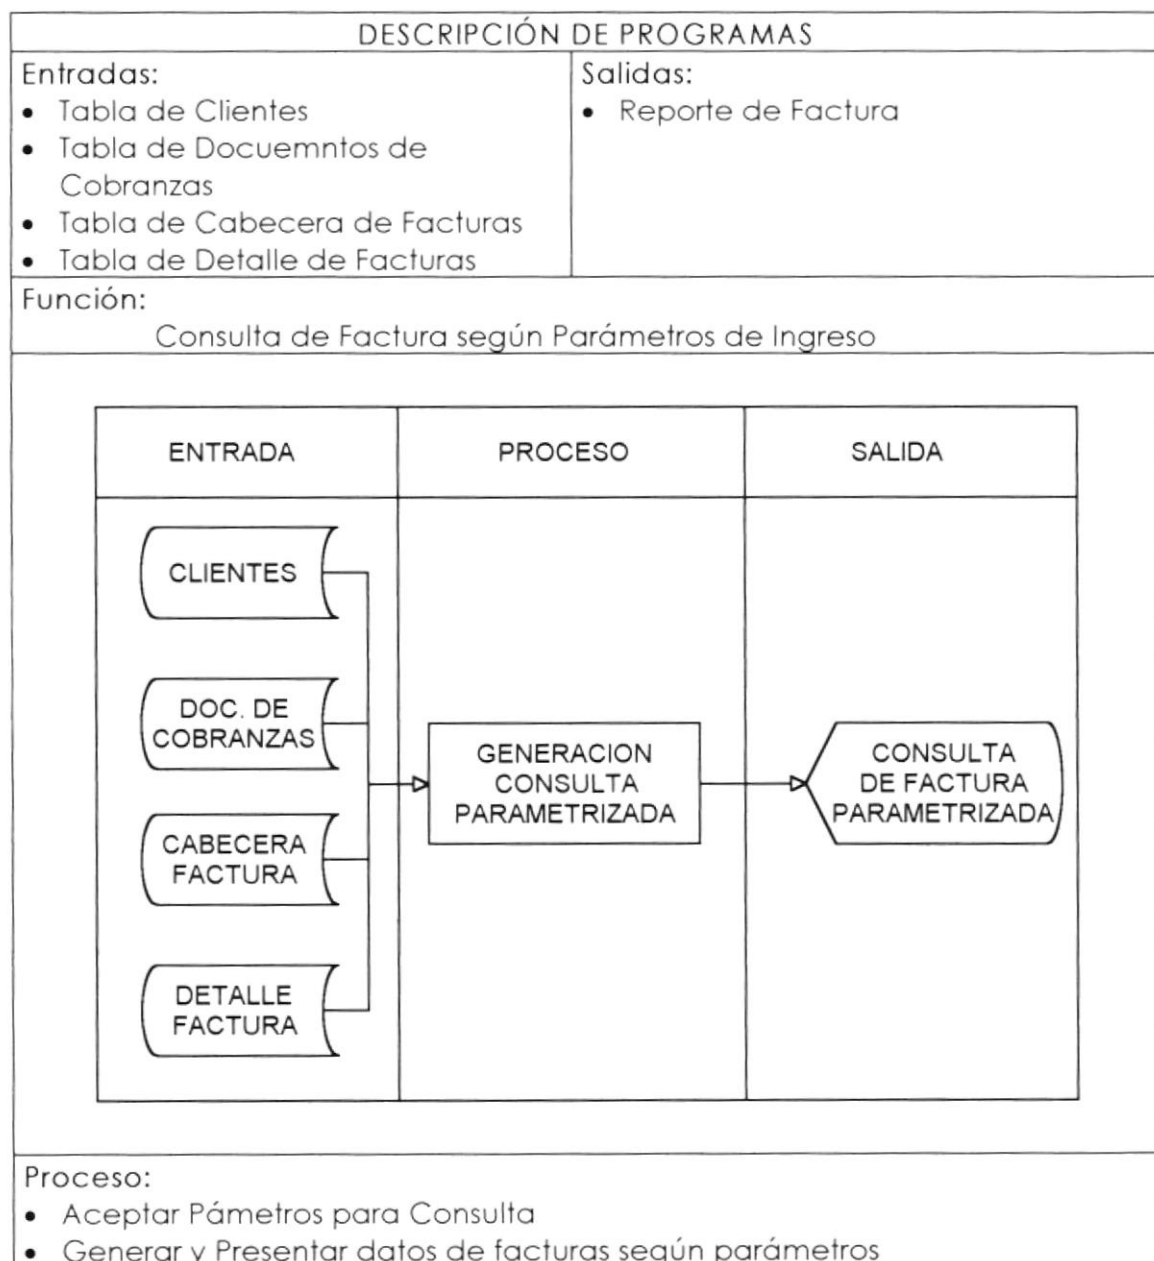 DESCRIPCIÓN DE PROGRAMAS
Entradas:
• Tabla de Clientes
• Tabla de Docuemntos de
Cobranzas
• Tabla de Cabecera de Facturas
• Tabla de Detalle de Facturas
Salidas:
• Reporte de Factura
Función:
Consulta de Factura según Parámetros de Ingreso
ENTRADA
PROCESO
SALIDA
CLIENTES
DOC. DE
COBRANZAS
CABECERA
FACTURA
DETALLE
FACTURA
GENERACION
CONSULTA
PARAMETRIZADA
CONSULTA
DE FACTURA
PARAMETRIZADA
Proceso:
• Aceptar Pámetros para Consulta
• Generar y Presentar datos de facturas según parámetros